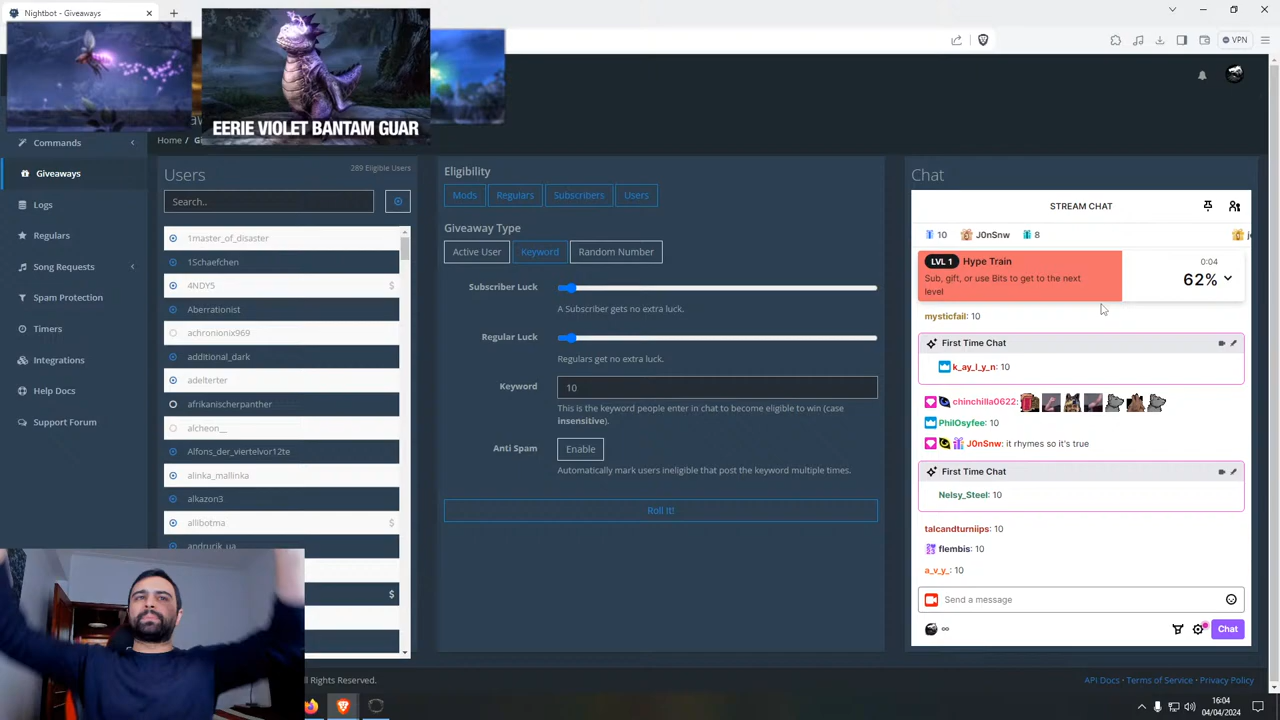 Nightbot - Giveaways
VPN
EERIE VIOLET BANTAM GUAR
Home /
Commands
Giveaways
Logs
Regulars
Song Requests
Spam Protection
Timers
Integrations
Help Docs
Support Forum
Users
289 Eligible Users
Search..
1master_of_disaster
1Schaefchen
4NDY5 $
Aberrationist
achronionix969
additional_dark
adelterter
afrikanischerpanther
alcheon__
Alfons_der_viertelvor12te
alinka_mallinka
alkazon3
allibotma $
andrurik_ua
$
Eligibility
Mods Regulars Subscribers Users
Giveaway Type
Active User Keyword Random Number
Subscriber Luck
A Subscriber gets no extra luck.
Regular Luck
Regulars get no extra luck.
Keyword 10
This is the keyword people enter in chat to become eligible to win (case
insensitive).
Anti Spam Enable
Automatically mark users ineligible that post the keyword multiple times.
Roll It!
Chat
STREAM CHAT
10 J0nSnw 8
LVL 1 Hype Train 0:04
Sub, gift, or use Bits to get to the next
level
62%
mysticfail: 10
First Time Chat
k_ay_l_y_n: 10
chinchilla0622:
PhilOsyfee: 10
J0nSnw: it rhymes so it's true
First Time Chat
Nelsy_Steel: 10
talcandturniips: 10
flembis: 10
a_v_y_: 10
Send a message
∞ Chat
All Rights Reserved.
API Docs · Terms of Service · Privacy Policy
16:04
04/04/2024